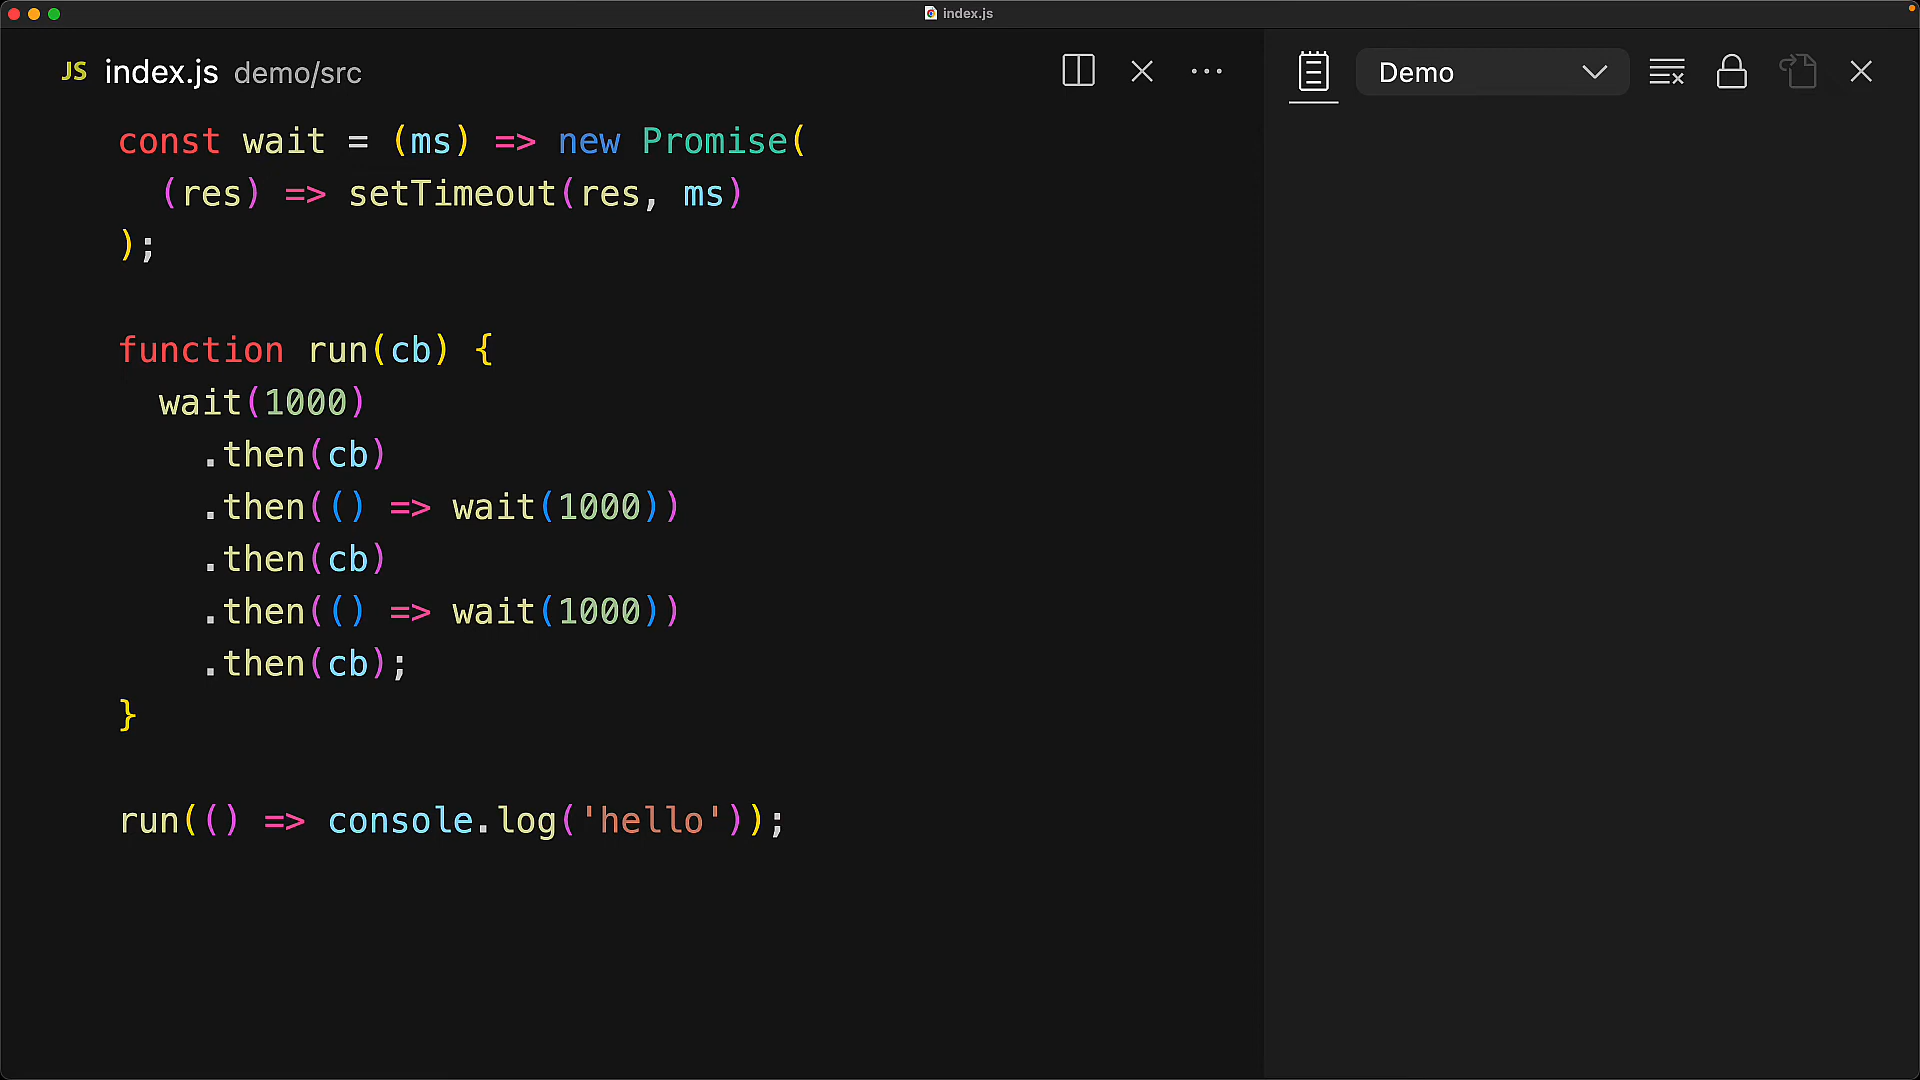 index.js
JS index.js demo/src
Demo
const wait = (ms) => new Promise(
  (res) => setTimeout(res, ms)
);
function run(cb) {
  wait(1000)
    .then(cb)
    .then(() => wait(1000))
    .then(cb)
    .then(() => wait(1000))
    .then(cb);
}
run(() => console.log('hello'));